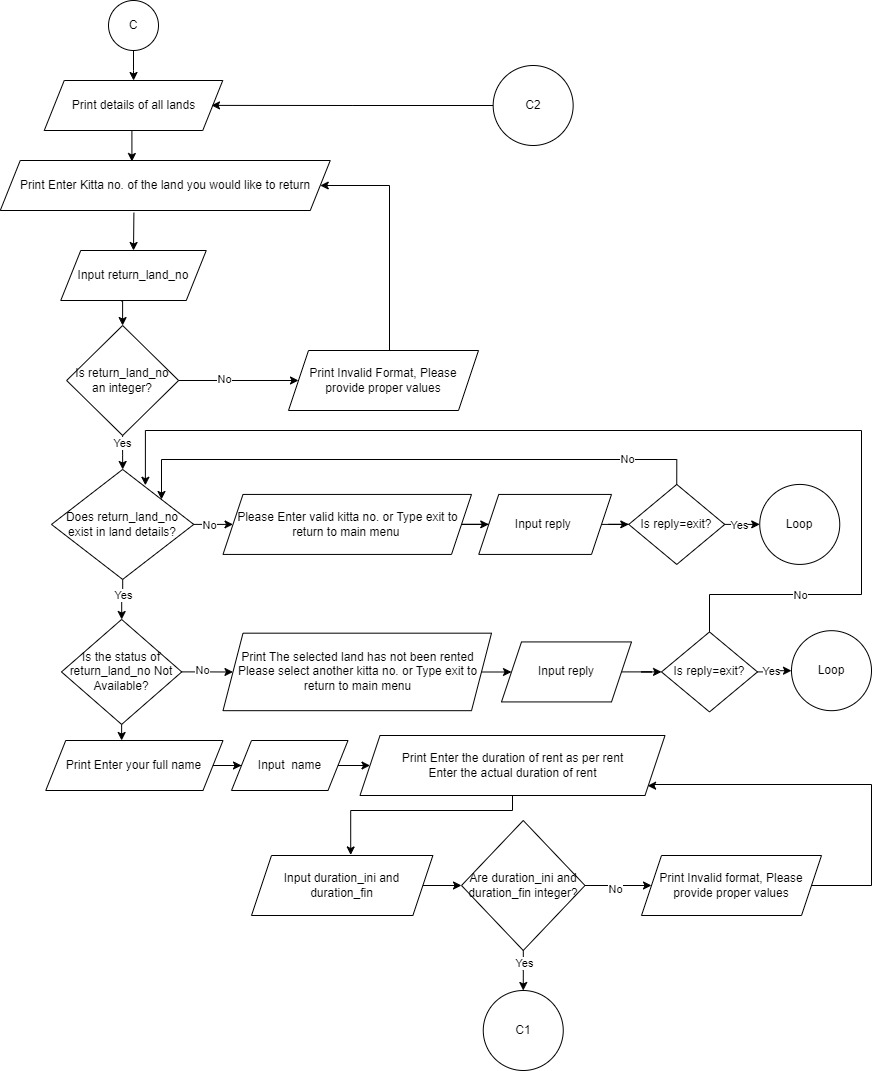 C
Print details of all lands
C2
Print Enter Kitta no. of the land you would like to return
Input return_land_no
Is return_land_no
an integer?
No
Print Invalid Format, Please
provide proper values
Yes
No
Does return_land_no
exist in land details?
No
Please Enter valid kitta no. or Type exit to
return to main menu
Input reply
Is reply=exit?
Yes
Loop
Yes
No
Is the status of
return_land_no Not
Available?
No
Print The selected land has not been rented
Please select another kitta no. or Type exit to
return to main menu
Input reply
Is reply=exit?
Yes
Loop
Print Enter your full name
Input  name
Print Enter the duration of rent as per rent
Enter the actual duration of rent
Input duration_ini and
duration_fin
Are duration_ini and
duration_fin integer?
No
Print Invalid format, Please
provide proper values
Yes
C1